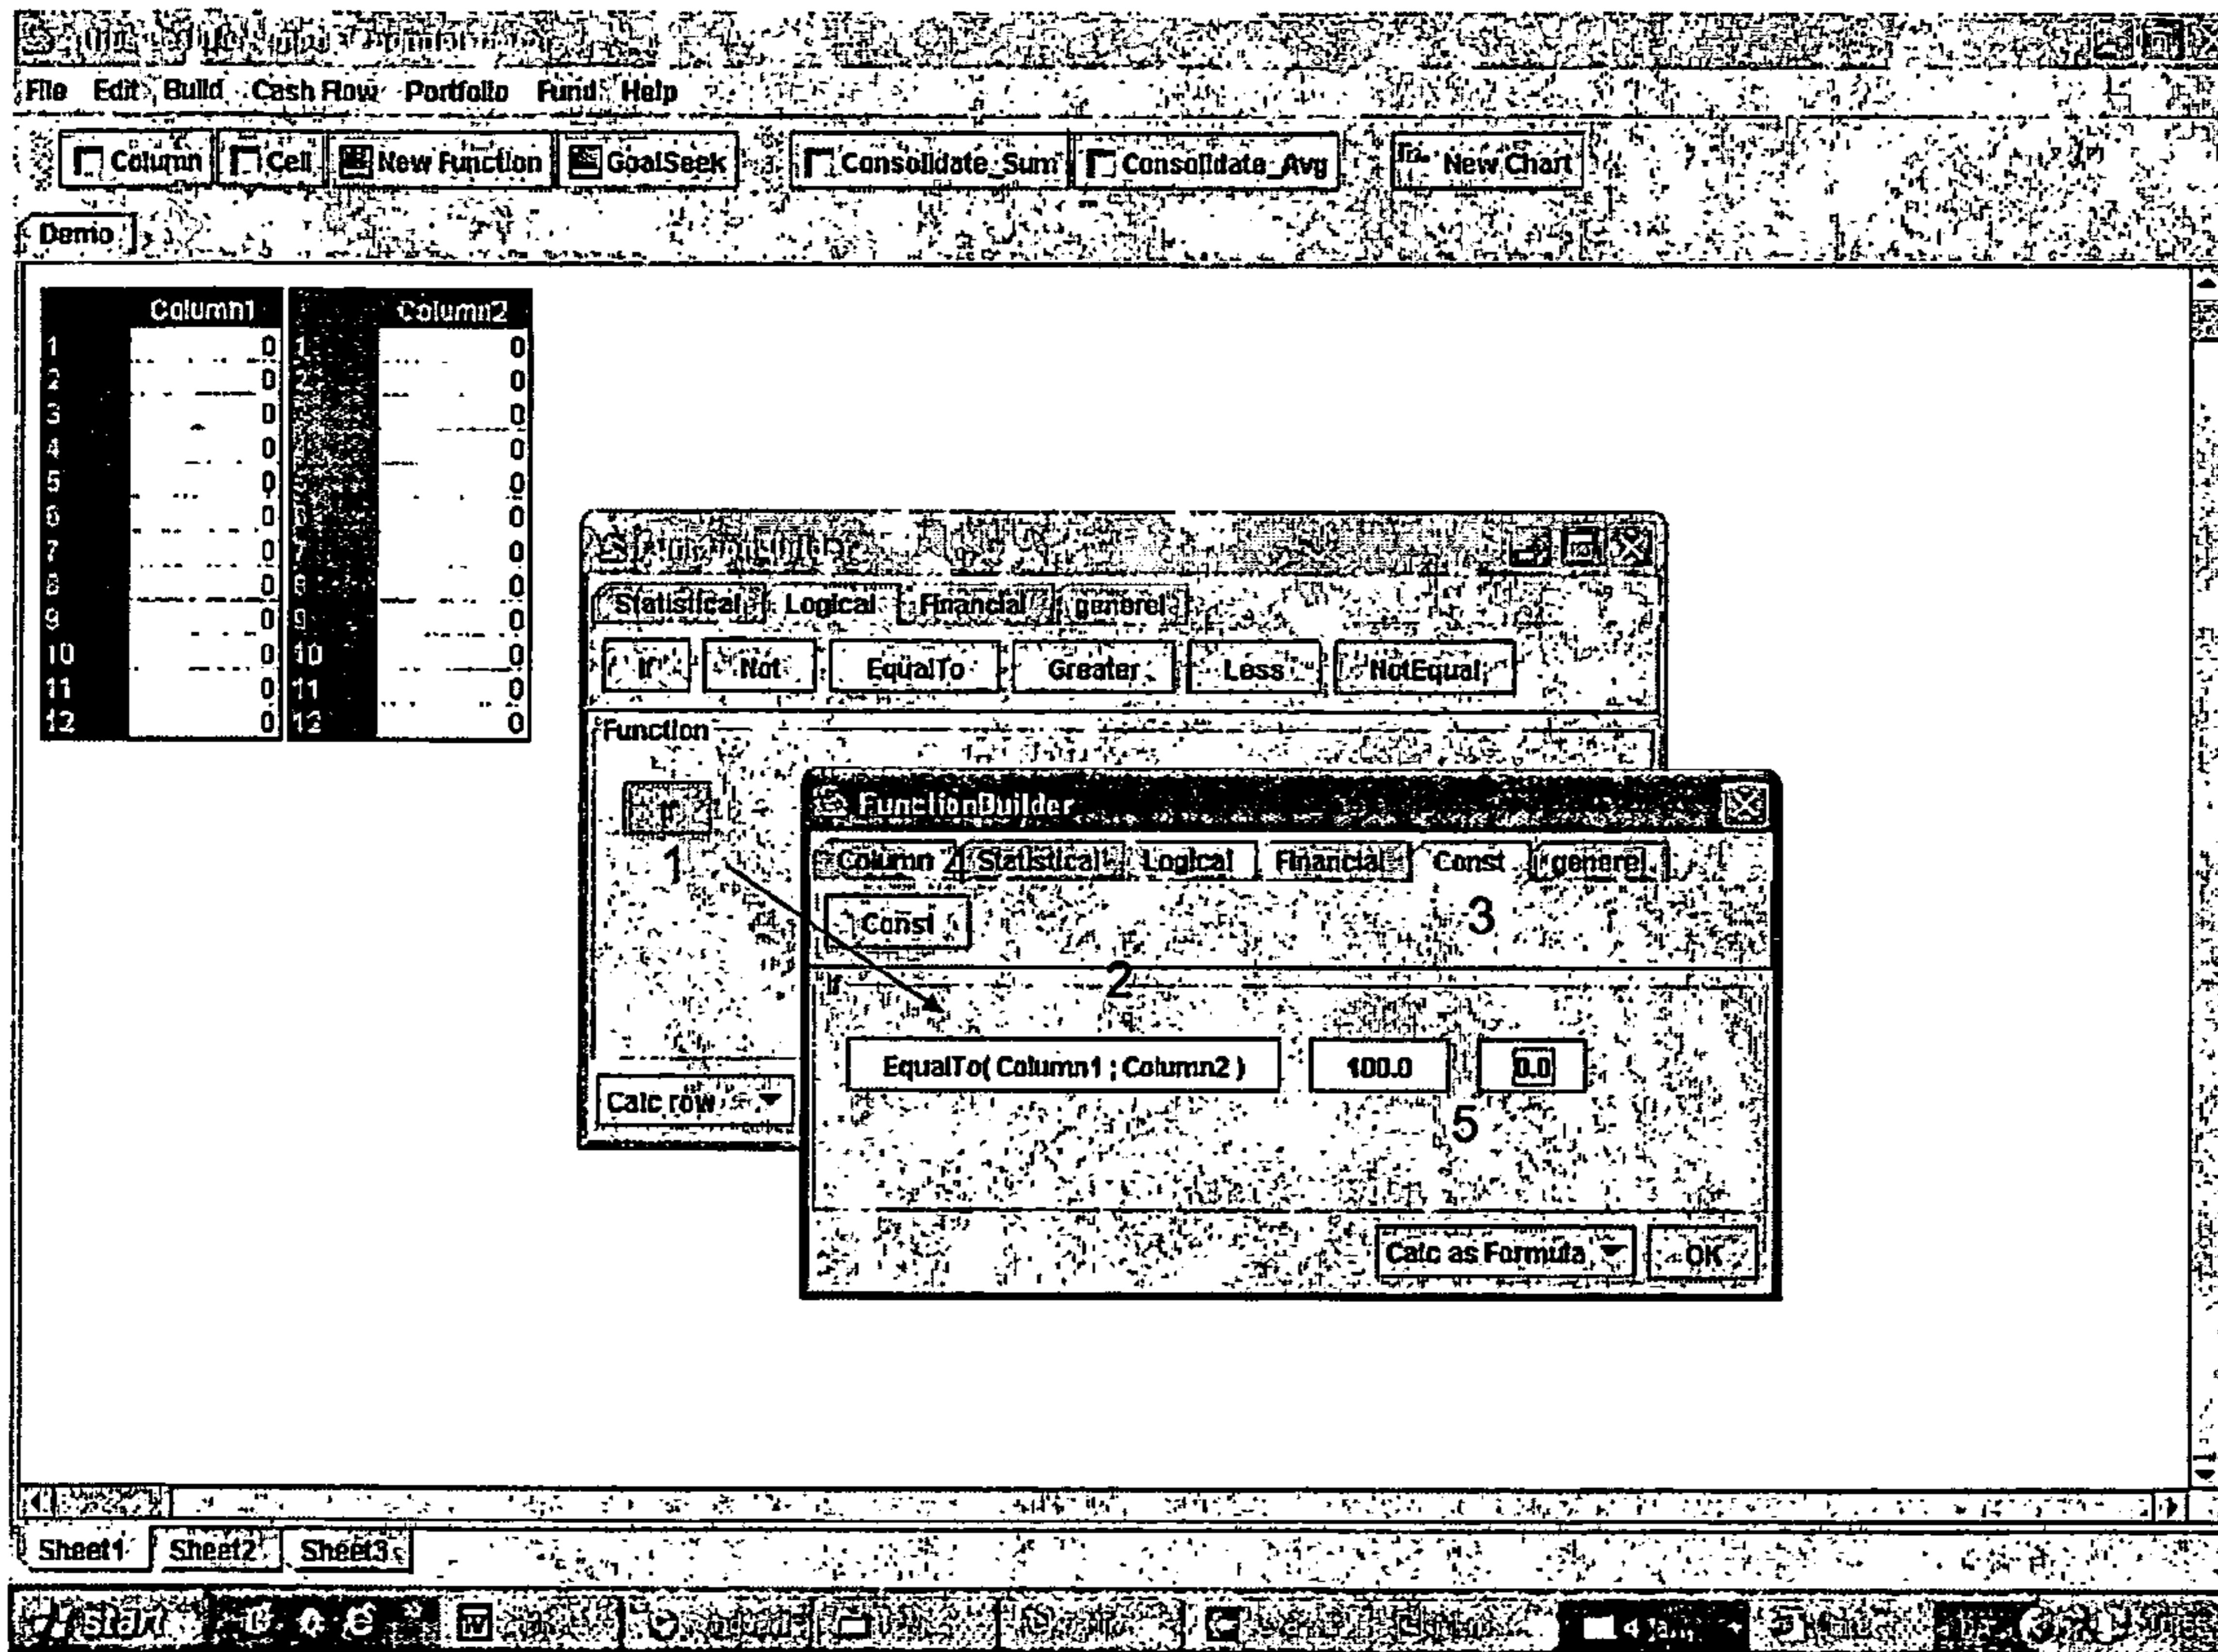 File Edit Build Cash Flow Portfolio Fund Help
Column Cell New Function GoalSeek Consolidate_Sum Consolidate_Avg New Chart
Demo
Column1 Column2
1 0 1 0
2 0 2 0
3 0 3 0
4 0 4 0
5 0 5 0
6 0 6 0
7 0 7 0
8 0 8 0
9 0 9 0
10 0 10 0
11 0 11 0
12 0 12 0
Statistical Logical Financial generel
If Not EqualTo Greater Less NotEqual
Function
If
1
Calc row
FunctionBuilder
Column Statistical Logical Financial Const generel
Const
3
2
If
EqualTo( Column1 ; Column2 ) 100.0 0.0
5
Calc as Formula OK
Sheet1 Sheet2 Sheet3
start